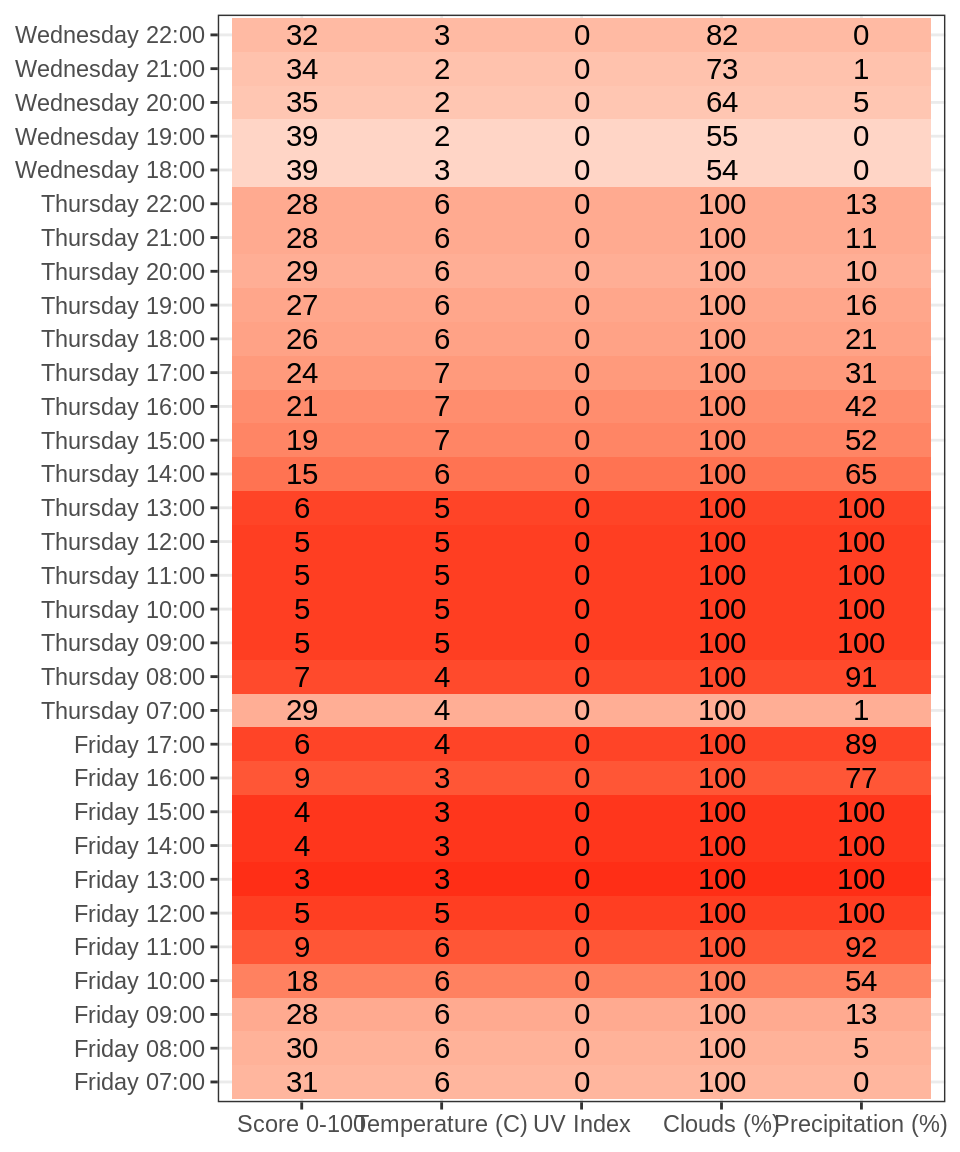 Wednesday 22:00 32 3 0 82 0
Wednesday 21:00 34 2 0 73 1
Wednesday 20:00 35 2 0 64 5
Wednesday 19:00 39 2 0 55 0
Wednesday 18:00 39 3 0 54 0
Thursday 22:00 28 6 0 100 13
Thursday 21:00 28 6 0 100 11
Thursday 20:00 29 6 0 100 10
Thursday 19:00 27 6 0 100 16
Thursday 18:00 26 6 0 100 21
Thursday 17:00 24 7 0 100 31
Thursday 16:00 21 7 0 100 42
Thursday 15:00 19 7 0 100 52
Thursday 14:00 15 6 0 100 65
Thursday 13:00 6 5 0 100 100
Thursday 12:00 5 5 0 100 100
Thursday 11:00 5 5 0 100 100
Thursday 10:00 5 5 0 100 100
Thursday 09:00 5 5 0 100 100
Thursday 08:00 7 4 0 100 91
Thursday 07:00 29 4 0 100 1
Friday 17:00 6 4 0 100 89
Friday 16:00 9 3 0 100 77
Friday 15:00 4 3 0 100 100
Friday 14:00 4 3 0 100 100
Friday 13:00 3 3 0 100 100
Friday 12:00 5 5 0 100 100
Friday 11:00 9 6 0 100 92
Friday 10:00 18 6 0 100 54
Friday 09:00 28 6 0 100 13
Friday 08:00 30 6 0 100 5
Friday 07:00 31 6 0 100 0
Score 0-100 Temperature (C) UV Index Clouds (%) Precipitation (%)